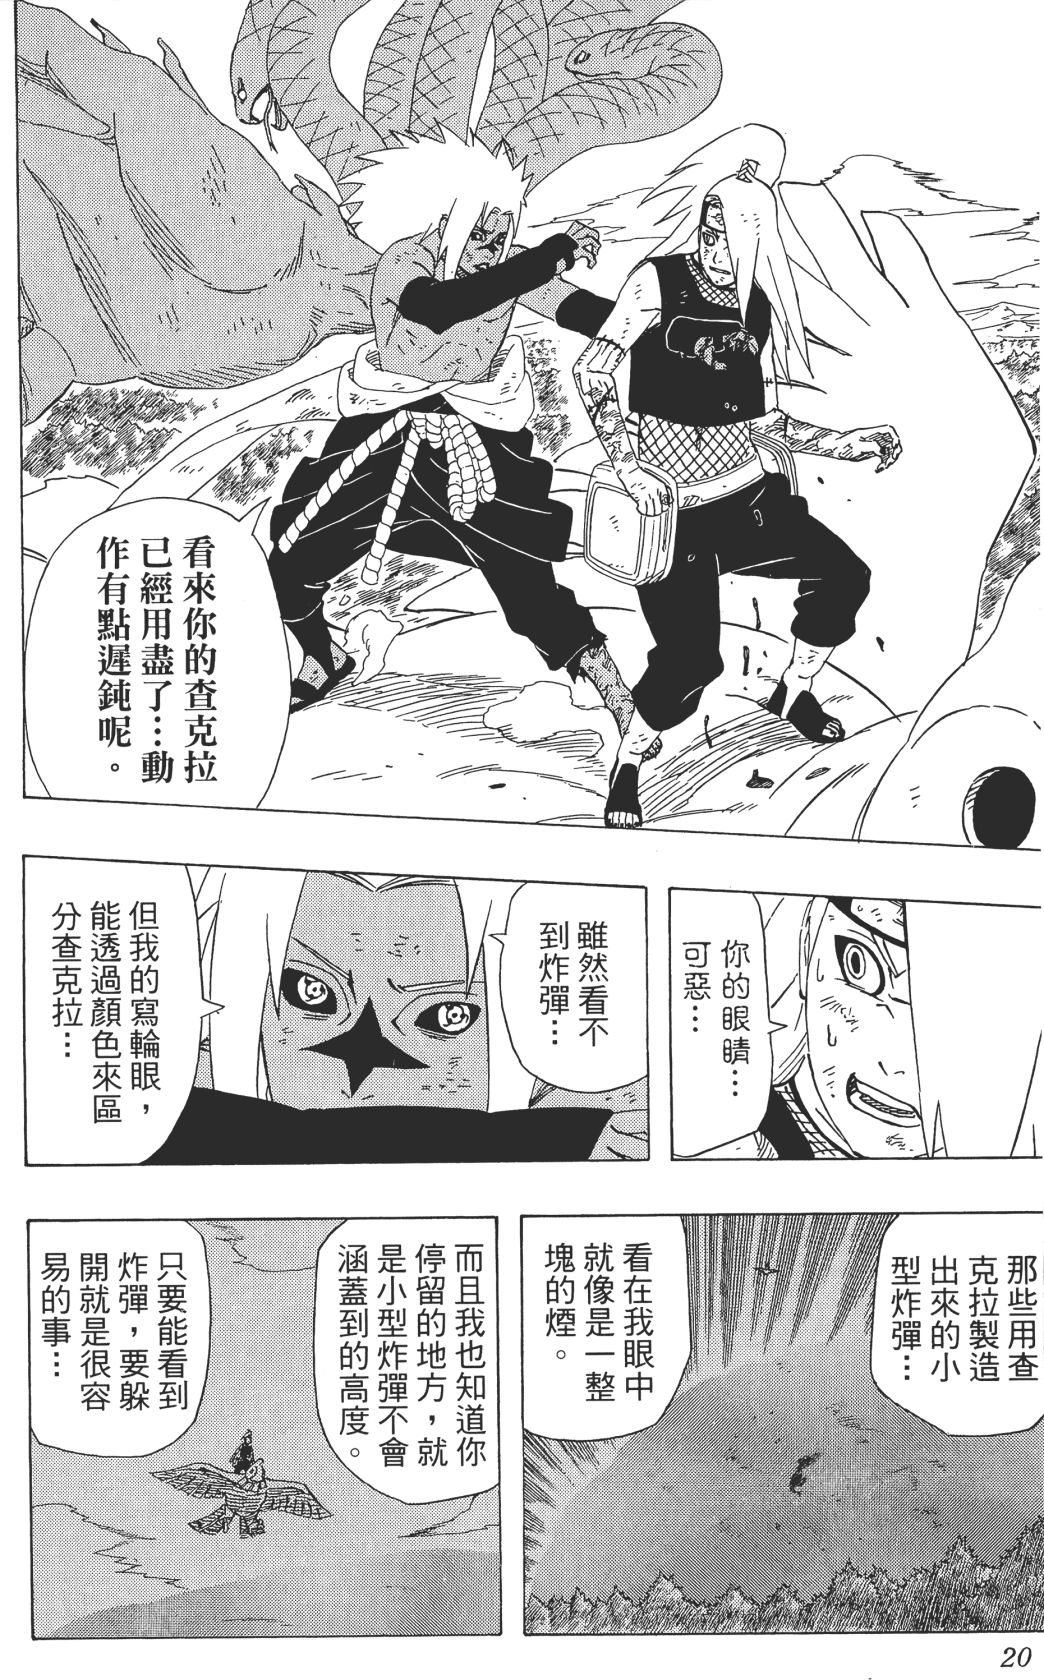 看來你的查克拉
已經用盡了…動
作有點遲鈍呢。
你的眼睛…
可惡…
雖然看不
到炸彈…
但我的寫輪眼，
能透過顏色來區
分查克拉…
那些用查
克拉製造
出來的小
型炸彈…
看在我眼中
就像是一整
塊的煙。
而且我也知道你
停留的地方，就
是小型炸彈不會
涵蓋到的高度。
只要能看到
炸彈，要躲
開就是很容
易的事…
20